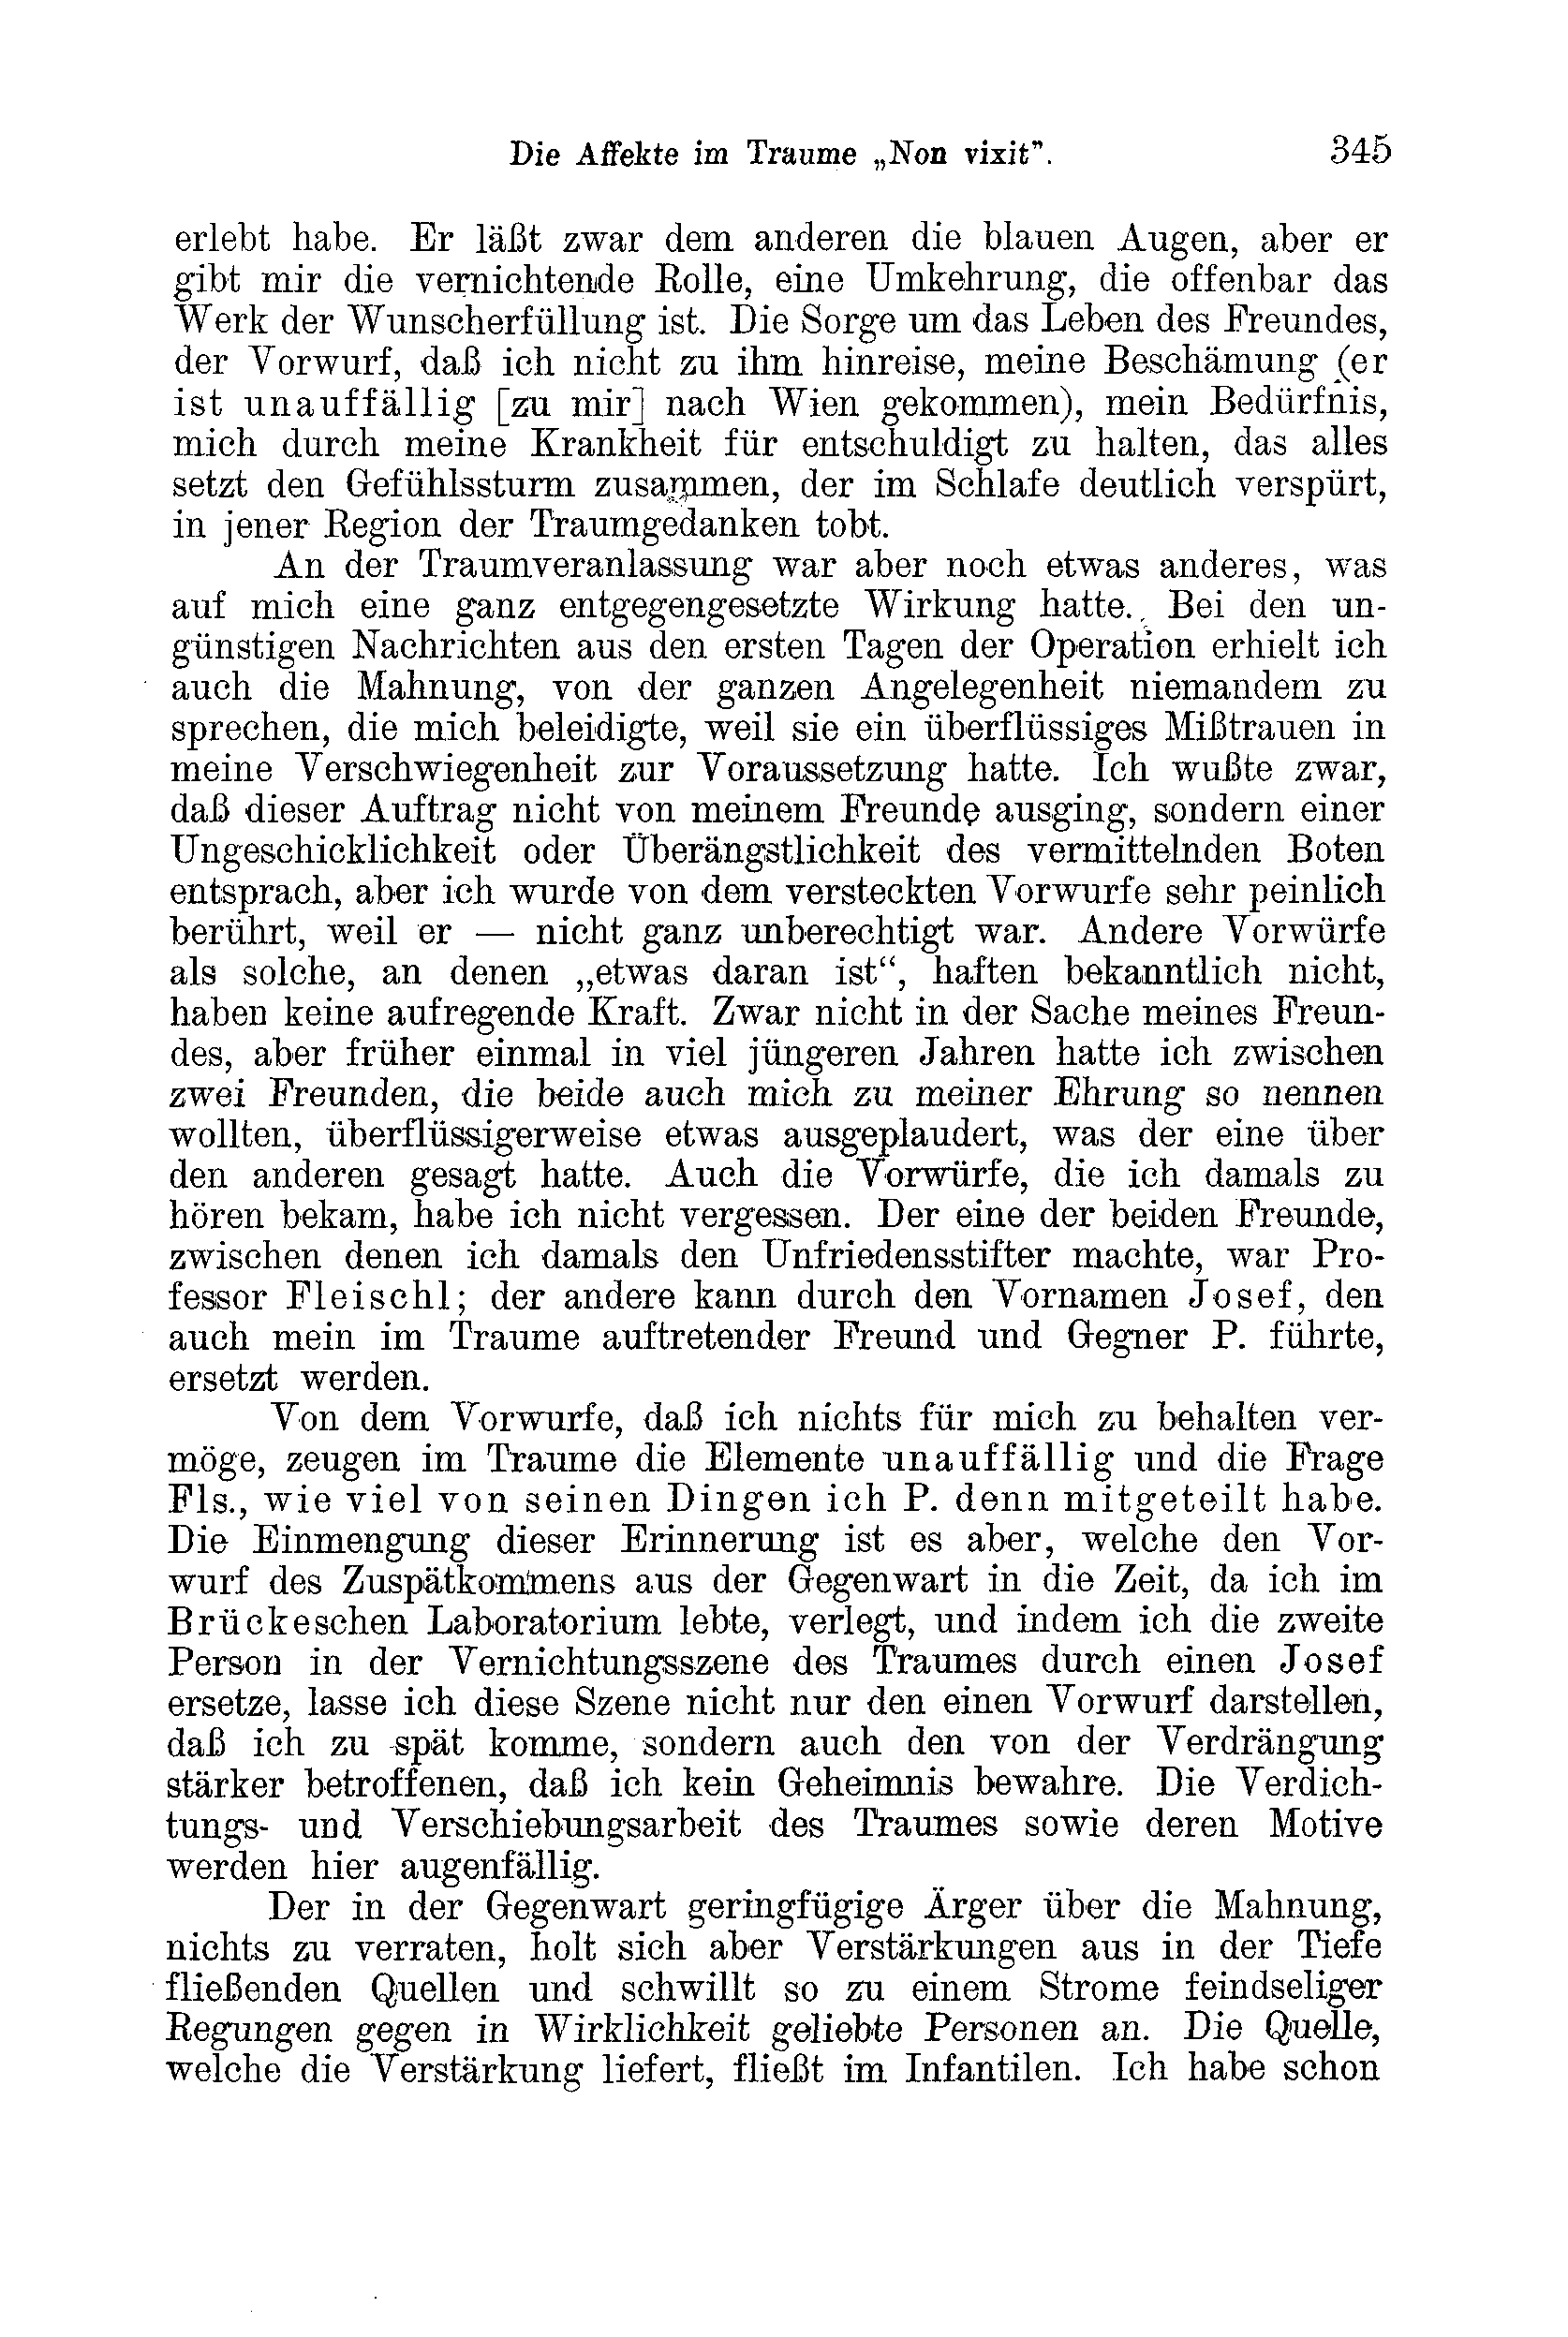 Die Affekte im Traume „Non vixit". 345
erlebt habe. Er läßt zwar dem anderen die blauen Augen, aber er
gibt mir die vernichtende Rolle, eine Umkehrung, die offenbar das
Werk der Wunscherfüllung ist. Die Sorge um das Leben des Freundes,
der Vorwurf, daß ich nicht zu ihm hinreise, meine Beschämung (er
ist unauffällig [zu mir] nach Wien gekommen), mein Bedürfnis,
mich durch meine Krankheit für entschuldigt zu halten, das alles
setzt den Gefühlssturm zusammen, der im Schlafe deutlich verspürt,
in jener Region der Traumgedanken tobt.
An der Traumveranlassung war aber noch etwas anderes, was
auf mich eine ganz entgegengesetzte Wirkung hatte. Bei den un-
günstigen Nachrichten aus den ersten Tagen der Operation erhielt ich
auch die Mahnung, von der ganzen Angelegenheit niemandem zu
sprechen, die mich beleidigte, weil sie ein überflüssiges Mißtrauen in
meine Verschwiegenheit zur Voraussetzung hatte. Ich wußte zwar,
daß dieser Auftrag nicht von meinem Freunde ausging, sondern einer
Ungeschicklichkeit oder Überängstlichkeit des vermittelnden Boten
entsprach, aber ich wurde von dem versteckten Vorwurfe sehr peinlich
berührt, weil er — nicht ganz unberechtigt war. Andere Vorwürfe
als solche, an denen „etwas daran ist“, haften bekanntlich nicht,
haben keine aufregende Kraft. Zwar nicht in der Sache meines Freun-
des, aber früher einmal in viel jüngeren Jahren hatte ich zwischen
zwei Freunden, die beide auch mich zu meiner Ehrung so nennen
wollten, überflüssigerweise etwas ausgeplaudert, was der eine über
den anderen gesagt hatte. Auch die Vorwürfe, die ich damals zu
hören bekam, habe ich nicht vergessen. Der eine der beiden Freunde,
zwischen denen ich damals den Unfriedensstifter machte, war Pro-
fessor Fleischl; der andere kann durch den Vornamen Josef, den
auch mein im Traume auftretender Freund und Gegner P. führte,
ersetzt werden.
Von dem Vorwurfe, daß ich nichts für mich zu behalten ver-
möge, zeugen im Traume die Elemente unauffällig und die Frage
Fls., wie viel von seinen Dingen ich P. denn mitgeteilt habe.
Die Einmengung dieser Erinnerung ist es aber, welche den Vor-
wurf des Zuspätkommens aus der Gegenwart in die Zeit, da ich im
Brückeschen Laboratorium lebte, verlegt, und indem ich die zweite
Person in der Vernichtungsszene des Traumes durch einen Josef
ersetze, lasse ich diese Szene nicht nur den einen Vorwurf darstellen,
daß ich zu spät komme, sondern auch den von der Verdrängung
stärker betroffenen, daß ich kein Geheimnis bewahre. Die Verdich-
tungs- und Verschiebungsarbeit des Traumes sowie deren Motive
werden hier augenfällig.
Der in der Gegenwart geringfügige Ärger über die Mahnung,
nichts zu verraten, holt sich aber Verstärkungen aus in der Tiefe
fließenden Quellen und schwillt so zu einem Strome feindseliger
Regungen gegen in Wirklichkeit geliebte Personen an. Die Quelle,
welche die Verstärkung liefert, fließt im Infantilen. Ich habe schon